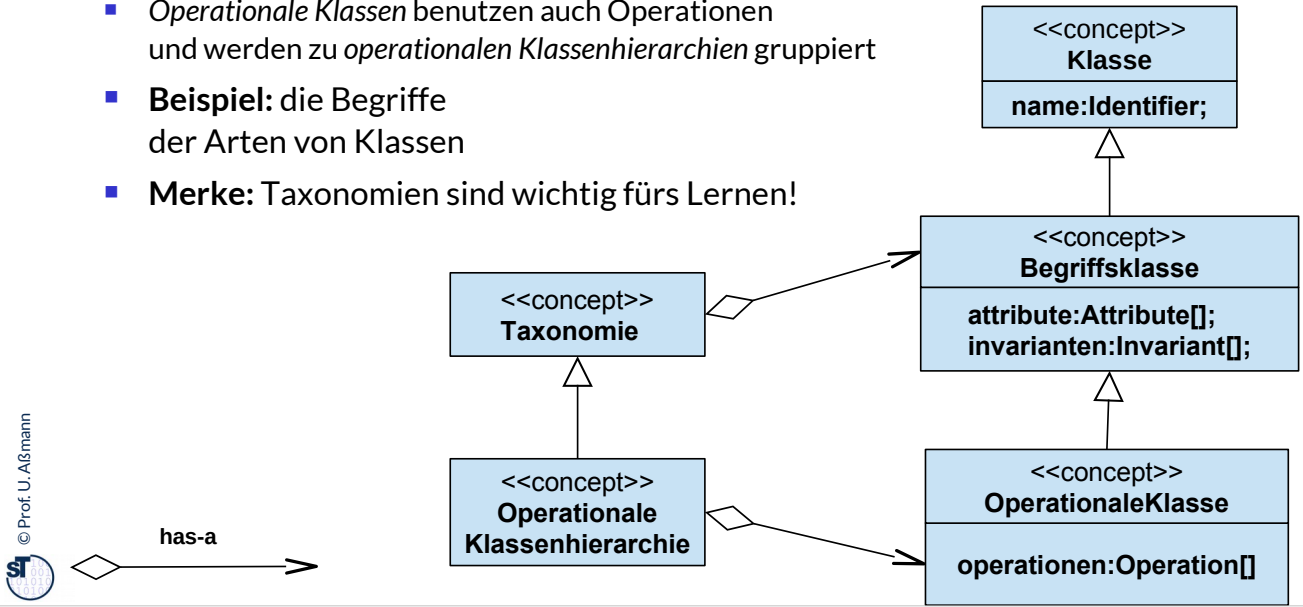 Operationale Klassen benutzen auch Operationen
und werden zu operationalen Klassenhierarchien gruppiert
Beispiel: die Begriffe
der Arten von Klassen
Merke: Taxonomien sind wichtig fürs Lernen!
<<concept>>
Klasse
name:Identifier;
<<concept>>
Begriffsklasse
attribute:Attribute[];
invarianten:Invariant[];
<<concept>>
Taxonomie
<<concept>>
Operationale
Klassenhierarchie
<<concept>>
OperationaleKlasse
operationen:Operation[]
has-a
© Prof. U. Aßmann
ST